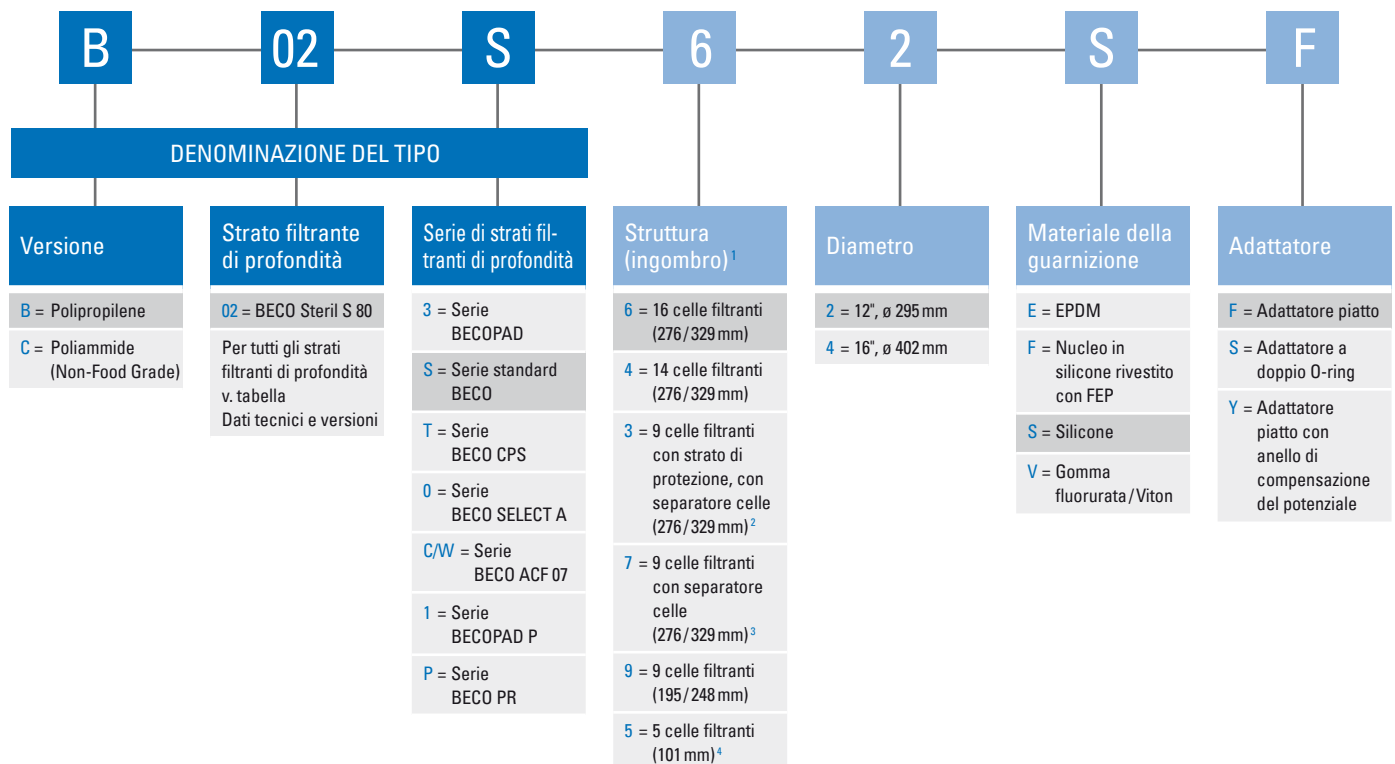 B
02
S
6
2
S
F
DENOMINAZIONE DEL TIPO
Versione
B = Polipropilene
C = Poliammide
(Non-Food Grade)
Strato filtrante
di profondità
02 = BECO Steril S 80
Per tutti gli strati
filtranti di profondità
v. tabella
Dati tecnici e versioni
Serie di strati fil-
tranti di profondità
3 = Serie
BECOPAD
S = Serie standard
BECO
T = Serie
BECO CPS
0 = Serie
BECO SELECT A
C/W = Serie
BECO ACF 07
1 = Serie
BECOPAD P
P = Serie
BECO PR
Struttura
(ingombro) 1
6 = 16 celle filtranti
(276/329 mm)
4 = 14 celle filtranti
(276/329 mm)
3 = 9 celle filtranti
con strato di
protezione, con
separatore celle
(276/329 mm) 2
7 = 9 celle filtranti
con separatore
celle
(276/329 mm) 3
9 = 9 celle filtranti
(195/248 mm)
5 = 5 celle filtranti
(101 mm) 4
Diametro
2 = 12", ø 295 mm
4 = 16", ø 402 mm
Materiale della
guarnizione
E = EPDM
F = Nucleo in
silicone rivestito
con FEP
S = Silicone
V = Gomma
fluorurata/Viton
Adattatore
F = Adattatore piatto
S = Adattatore a
doppio O-ring
Y = Adattatore
piatto con
anello di
compensazione
del potenziale